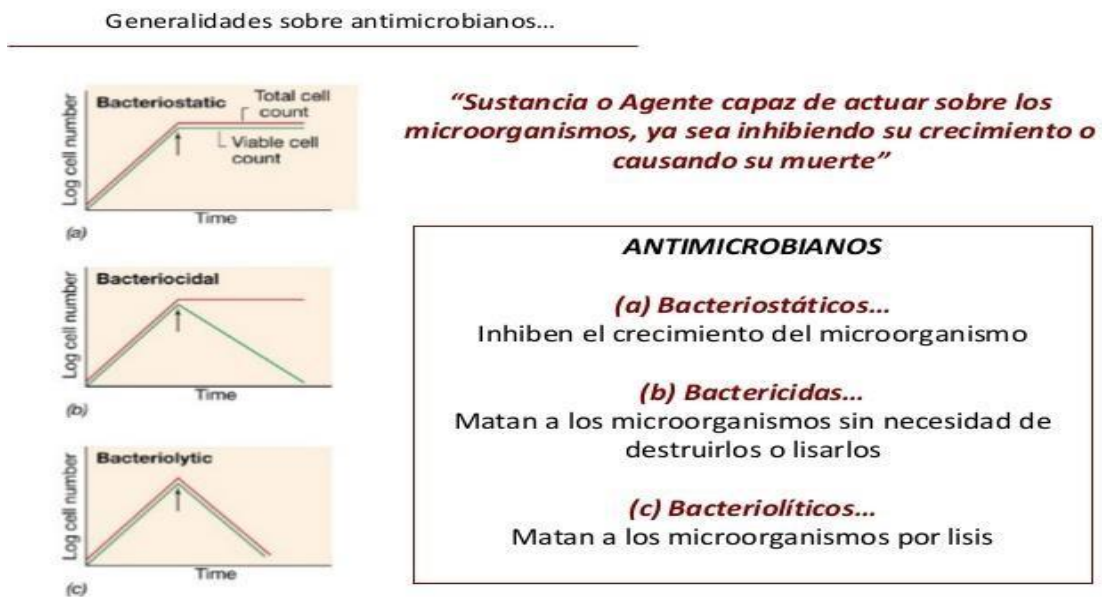 Generalidades sobre antimicrobianos...
Bacteriostatic
Total cell
count
Viable cell
count
Log cell number
Time
(a)
“Sustancia o Agente capaz de actuar sobre los
microorganismos, ya sea inhibiendo su crecimiento o
causando su muerte”
Bacteriocidal
Log cell number
Time
(b)
Bacteriolytic
Log cell number
Time
(c)
ANTIMICROBIANOS
(a) Bacteriostáticos...
Inhiben el crecimiento del microorganismo
(b) Bactericidas...
Matan a los microorganismos sin necesidad de
destruirlos o lisarlos
(c) Bacteriolíticos...
Matan a los microorganismos por lisis